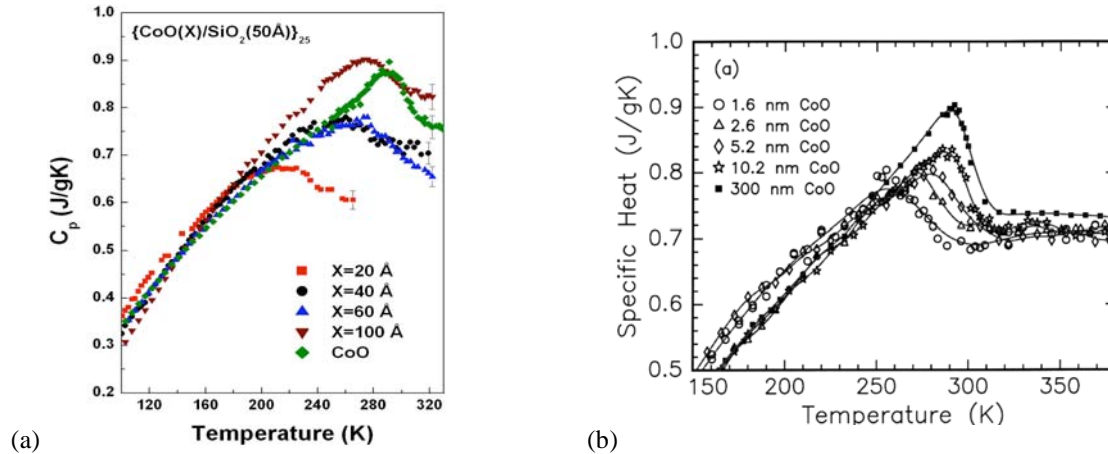 {CoO(X)/SiO₂(50Å)}₂₅
1.0
0.9
0.8
0.7
0.6
0.5
0.4
0.3
0.2
C_p (J/gK)
X=20 Å
X=40 Å
X=60 Å
X=100 Å
CoO
120 160 200 240 280 320
Temperature (K)
(a)
1.0
0.9
0.8
0.7
0.6
0.5
Specific Heat (J/gK)
(a)
1.6 nm CoO
2.6 nm CoO
5.2 nm CoO
10.2 nm CoO
300 nm CoO
150 200 250 300 350
Temperature (K)
(b)